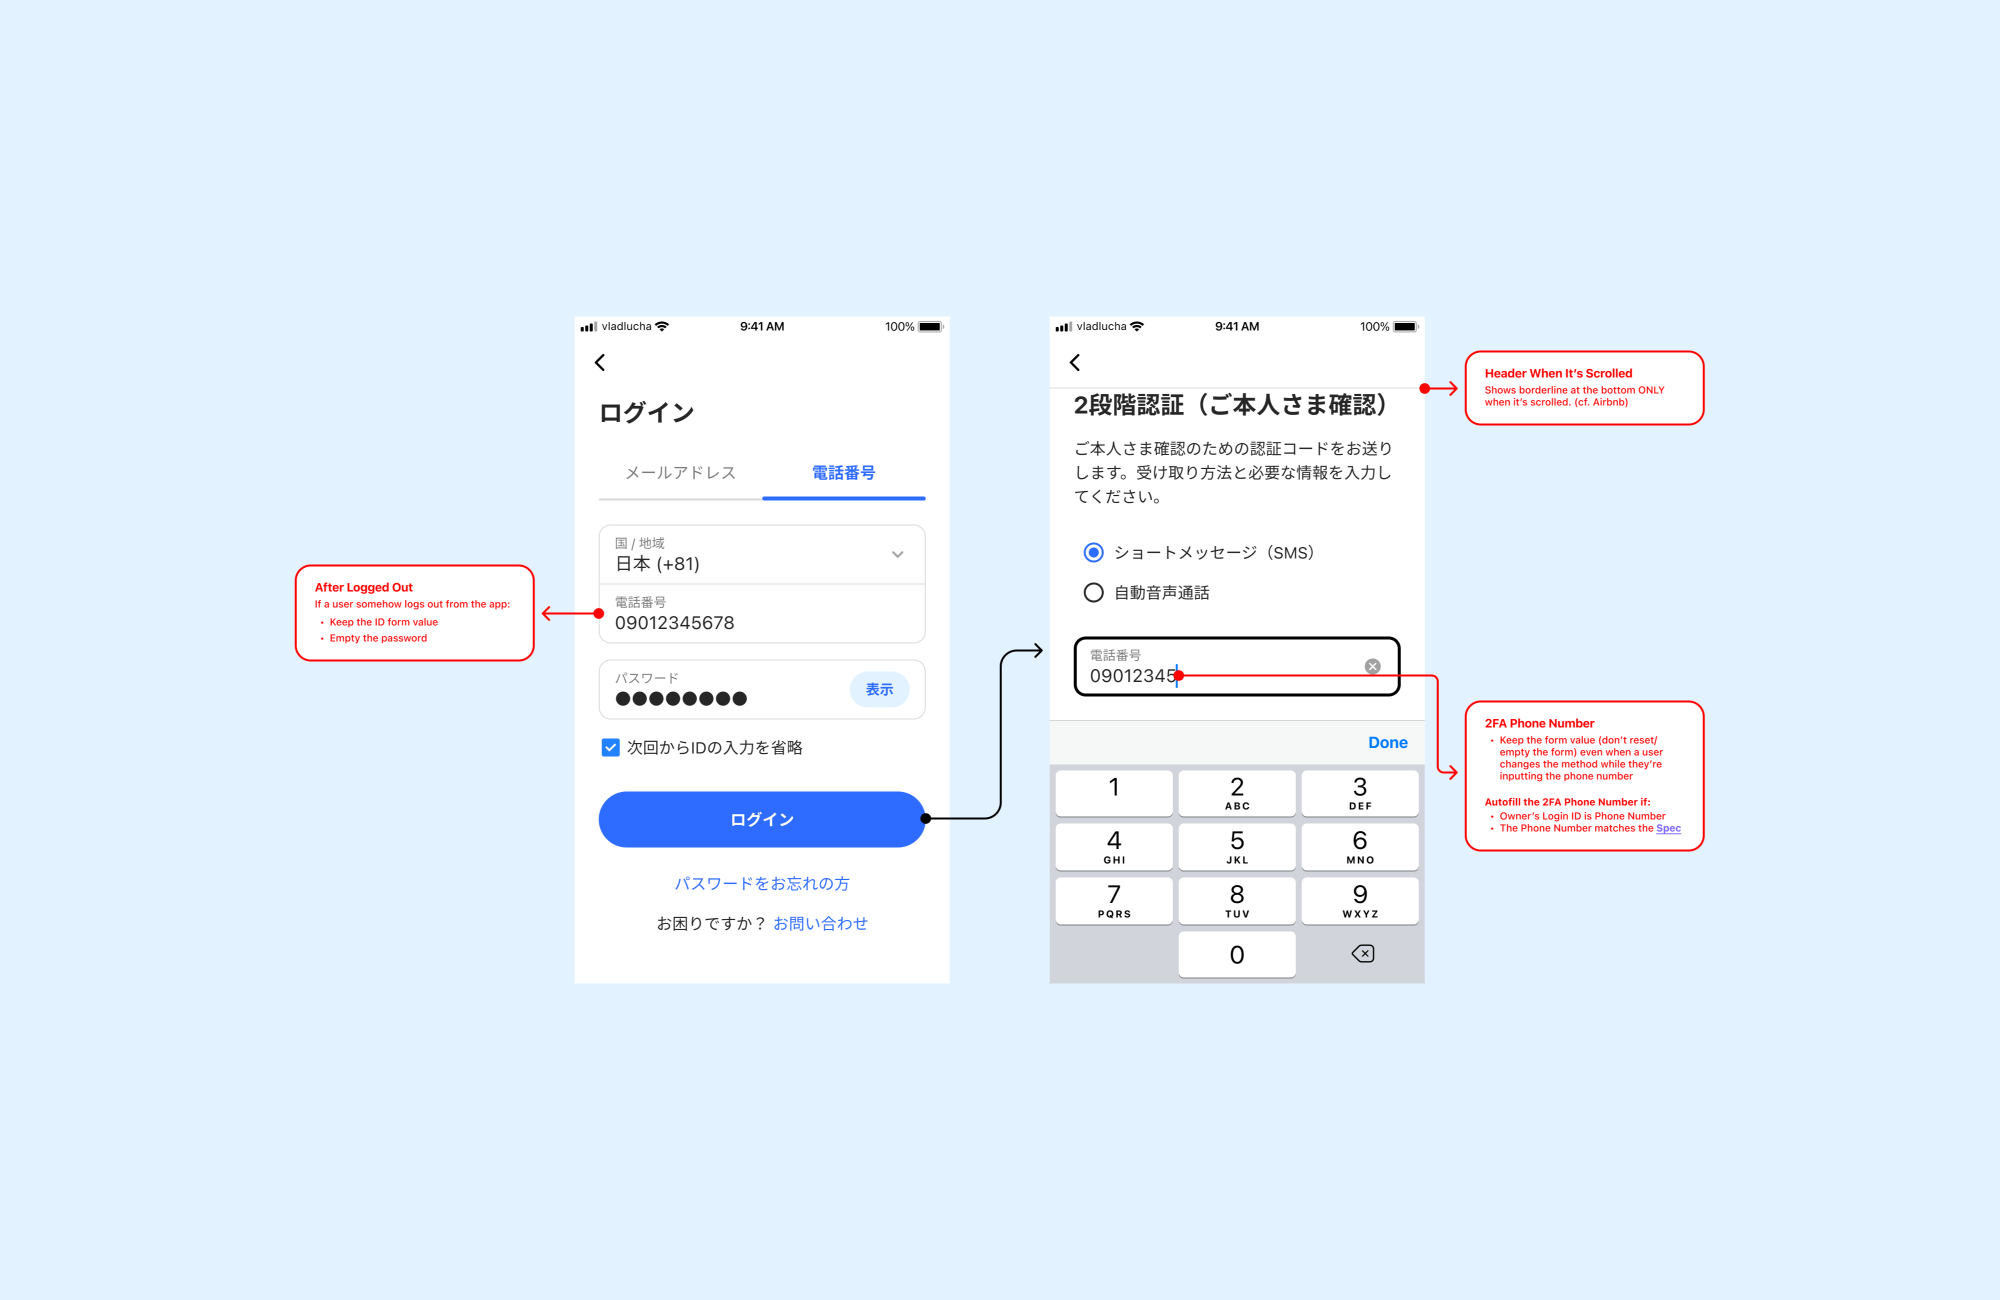 After Logged Out
If a user somehow logs out from the app:
• Keep the ID form value
• Empty the password
vladlucha
9:41 AM
100%
ログイン
メールアドレス
電話番号
国 / 地域
日本 (+81)
電話番号
09012345678
パスワード
表示
次回からIDの入力を省略
ログイン
パスワードをお忘れの方
お困りですか？ お問い合わせ
vladlucha
9:41 AM
100%
2段階認証（ご本人さま確認）
ご本人さま確認のための認証コードをお送り
します。受け取り方法と必要な情報を入力し
てください。
ショートメッセージ（SMS）
自動音声通話
電話番号
09012345
Done
1
2
ABC
3
DEF
4
GHI
5
JKL
6
MNO
7
PQRS
8
TUV
9
WXYZ
0
Header When It's Scrolled
Shows borderline at the bottom ONLY
when it's scrolled. (cf. Airbnb)
2FA Phone Number
• Keep the form value (don't reset/
empty the form) even when a user
changes the method while they're
inputting the phone number
Autofill the 2FA Phone Number if:
• Owner's Login ID is Phone Number
• The Phone Number matches the Spec